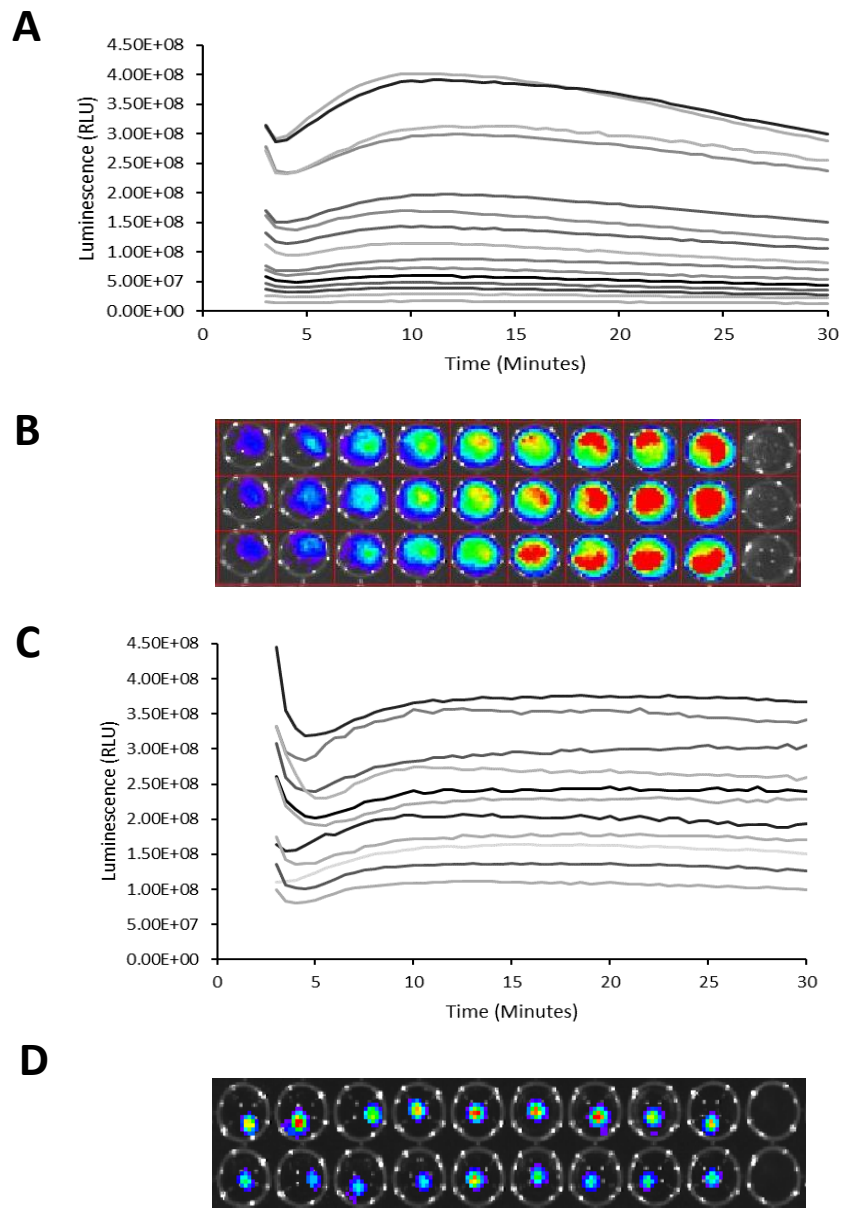 A
4.50E+08
4.00E+08
3.50E+08
3.00E+08
2.50E+08
2.00E+08
1.50E+08
1.00E+08
5.00E+07
0.00E+00
Luminescence (RLU)
0 5 10 15 20 25 30
Time (Minutes)
B
C
4.50E+08
4.00E+08
3.50E+08
3.00E+08
2.50E+08
2.00E+08
1.50E+08
1.00E+08
5.00E+07
0.00E+00
Luminescence (RLU)
0 5 10 15 20 25 30
Time (Minutes)
D